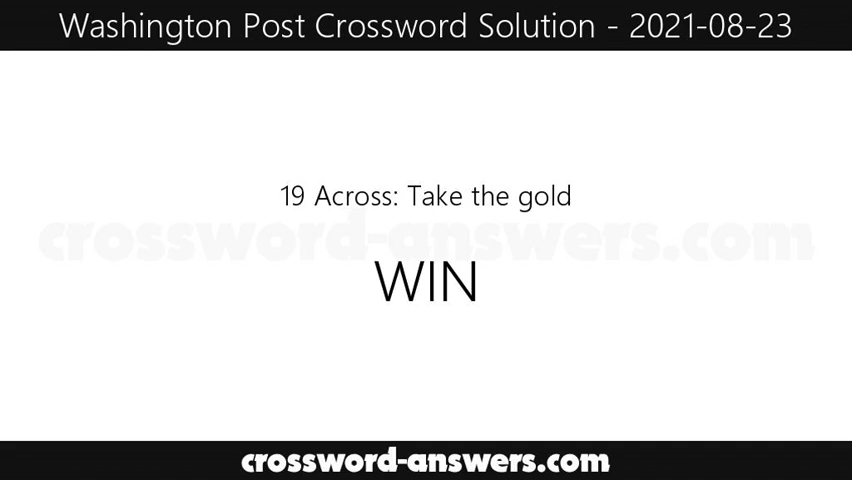 Washington Post Crossword Solution - 2021-08-23
19 Across: Take the gold
crossword-answers.com
WIN
crossword-answers.com